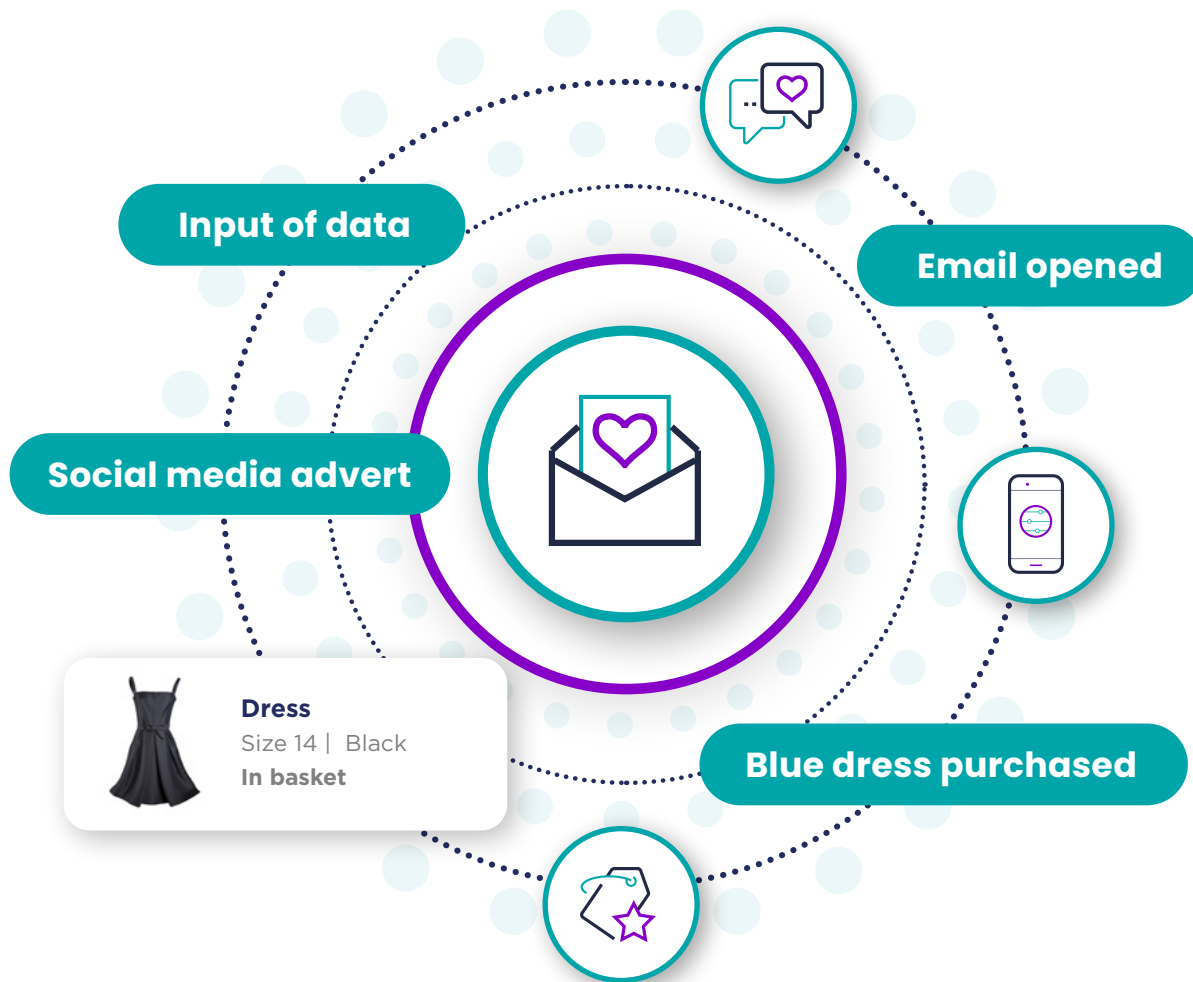 Input of data
Email opened
Social media advert
Dress
Size 14 | Black
In basket
Blue dress purchased